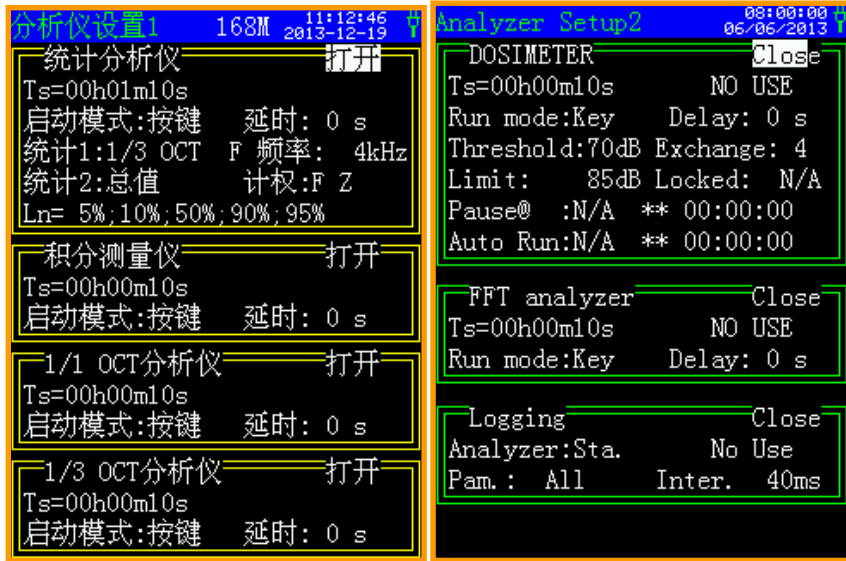 分析仪设置1 168M 11:12:46
2013-12-19
统计分析仪 打开
Ts=00h01m10s
启动模式:按键 延时: 0 s
统计1:1/3 OCT F 频率: 4kHz
统计2:总值 计权:F Z
Ln= 5%;10%;50%;90%;95%
积分测量仪 打开
Ts=00h00m10s
启动模式:按键 延时: 0 s
1/1 OCT分析仪 打开
Ts=00h00m10s
启动模式:按键 延时: 0 s
1/3 OCT分析仪 打开
Ts=00h00m10s
启动模式:按键 延时: 0 s
Analyzer Setup2 08:00:00
06/06/2013
DOSIMETER Close
Ts=00h00m10s NO USE
Run mode:Key Delay: 0 s
Threshold:70dB Exchange: 4
Limit: 85dB Locked: N/A
Pause@ :N/A ** 00:00:00
Auto Run:N/A ** 00:00:00
FFT analyzer Close
Ts=00h00m10s NO USE
Run mode:Key Delay: 0 s
Logging Close
Analyzer:Sta. No Use
Pam.: All Inter. 40ms